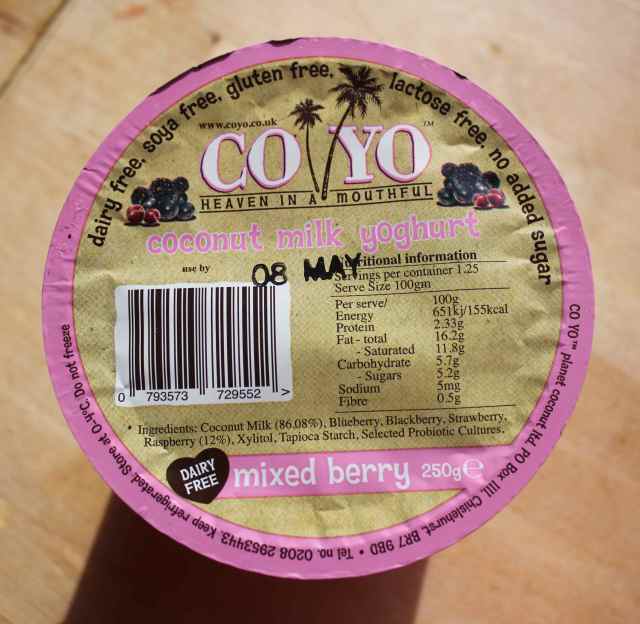 dairy free, soya free, gluten free, lactose free, no added sugar
www.coyo.co.uk
CO YO™
HEAVEN IN A MOUTHFUL
coconut milk yoghurt
use by
08 MAY
Nutritional information
Servings per container 1.25
Serve Size 100gm
Per serve/ 100g
Energy 651kj/155kcal
Protein 2.33g
Fat - total 16.2g
- Saturated 11.8g
Carbohydrate 5.7g
- Sugars 5.2g
Sodium 5mg
Fibre 0.5g
0 793573 729552 >
* Ingredients: Coconut Milk (86.08%), Blueberry, Blackberry, Strawberry,
Raspberry (12%), Xylitol, Tapioca Starch, Selected Probiotic Cultures.
DAIRY
FREE
mixed berry 250g℮
CO YO™ planet coconut ltd, PO Box 111, Chislehurst, BR7 9BD • Tel no. 0208 2953443. Keep refrigerated. Store at 0-4ºC. Do not freeze